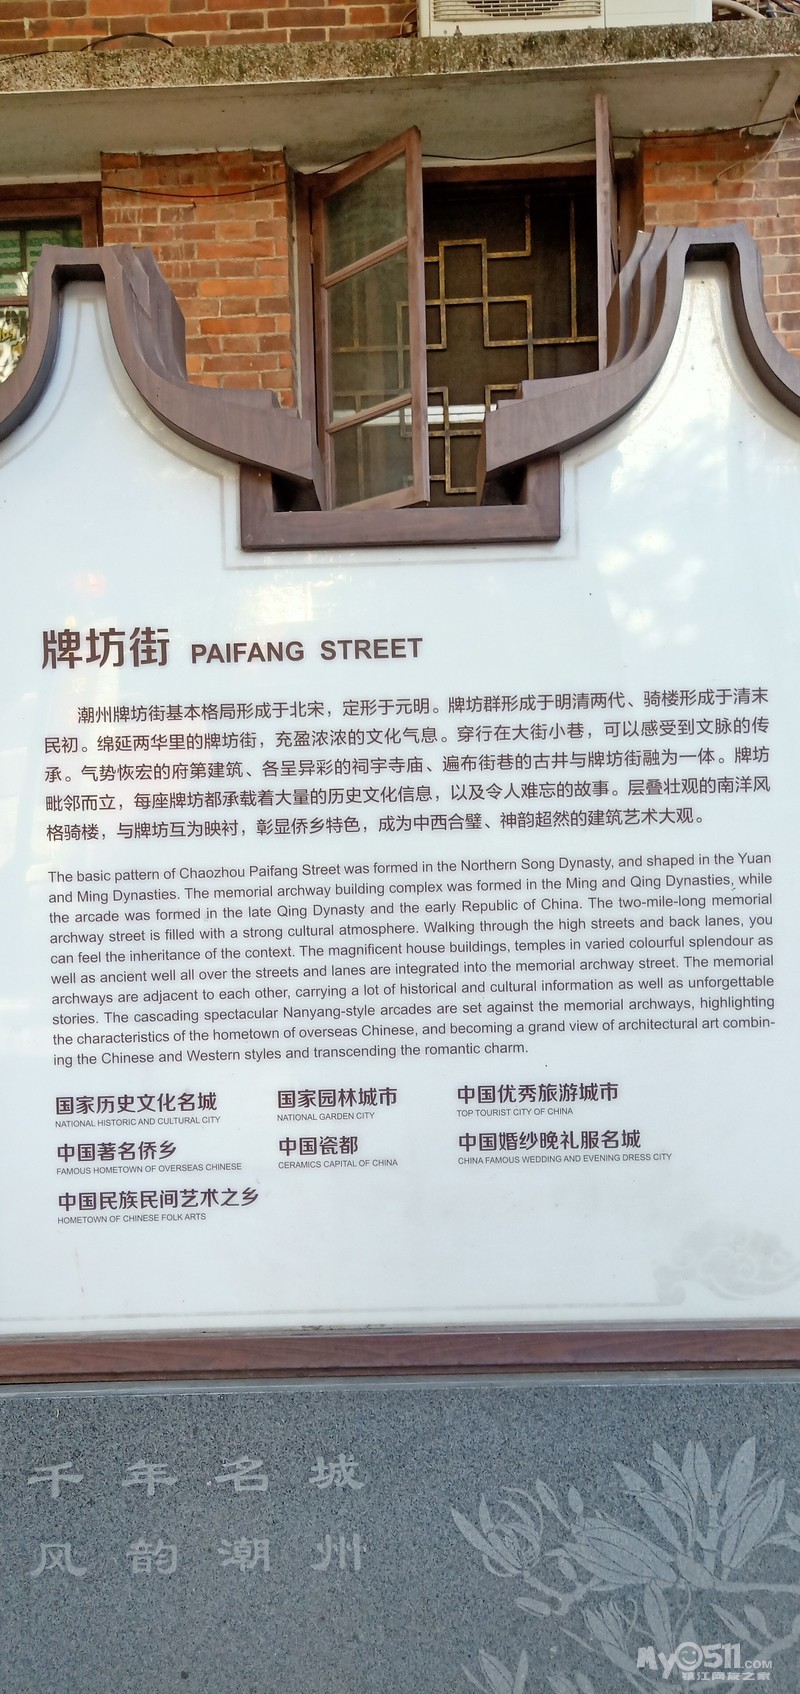 牌坊街 PAIFANG STREET
潮州牌坊街基本格局形成于北宋，定形于元明。牌坊群形成于明清两代、骑楼形成于清末
民初。绵延两华里的牌坊街，充盈浓浓的文化气息。穿行在大街小巷，可以感受到文脉的传
承。气势恢宏的府第建筑、各呈异彩的祠宇寺庙、遍布街巷的古井与牌坊街融为一体。牌坊
毗邻而立，每座牌坊都承载着大量的历史文化信息，以及令人难忘的故事。层叠壮观的南洋风
格骑楼，与牌坊互为映衬，彰显侨乡特色，成为中西合璧、神韵超然的建筑艺术大观。
The basic pattern of Chaozhou Paifang Street was formed in the Northern Song Dynasty, and shaped in the Yuan
and Ming Dynasties. The memorial archway building complex was formed in the Ming and Qing Dynasties, while
the arcade was formed in the late Qing Dynasty and the early Republic of China. The two-mile-long memorial
archway street is filled with a strong cultural atmosphere. Walking through the high streets and back lanes, you
can feel the inheritance of the context. The magnificent house buildings, temples in varied colourful splendour as
well as ancient well all over the streets and lanes are integrated into the memorial archway street. The memorial
archways are adjacent to each other, carrying a lot of historical and cultural information as well as unforgettable
stories. The cascading spectacular Nanyang-style arcades are set against the memorial archways, highlighting
the characteristics of the hometown of overseas Chinese, and becoming a grand view of architectural art combin-
ing the Chinese and Western styles and transcending the romantic charm.
国家历史文化名城 国家园林城市 中国优秀旅游城市
NATIONAL HISTORIC AND CULTURAL CITY NATIONAL GARDEN CITY TOP TOURIST CITY OF CHINA
中国著名侨乡 中国瓷都 中国婚纱晚礼服名城
FAMOUS HOMETOWN OF OVERSEAS CHINESE CERAMICS CAPITAL OF CHINA CHINA FAMOUS WEDDING AND EVENING DRESS CITY
中国民族民间艺术之乡
HOMETOWN OF CHINESE FOLK ARTS
千年名城
风韵潮州
My0511.COM
镇江网友之家